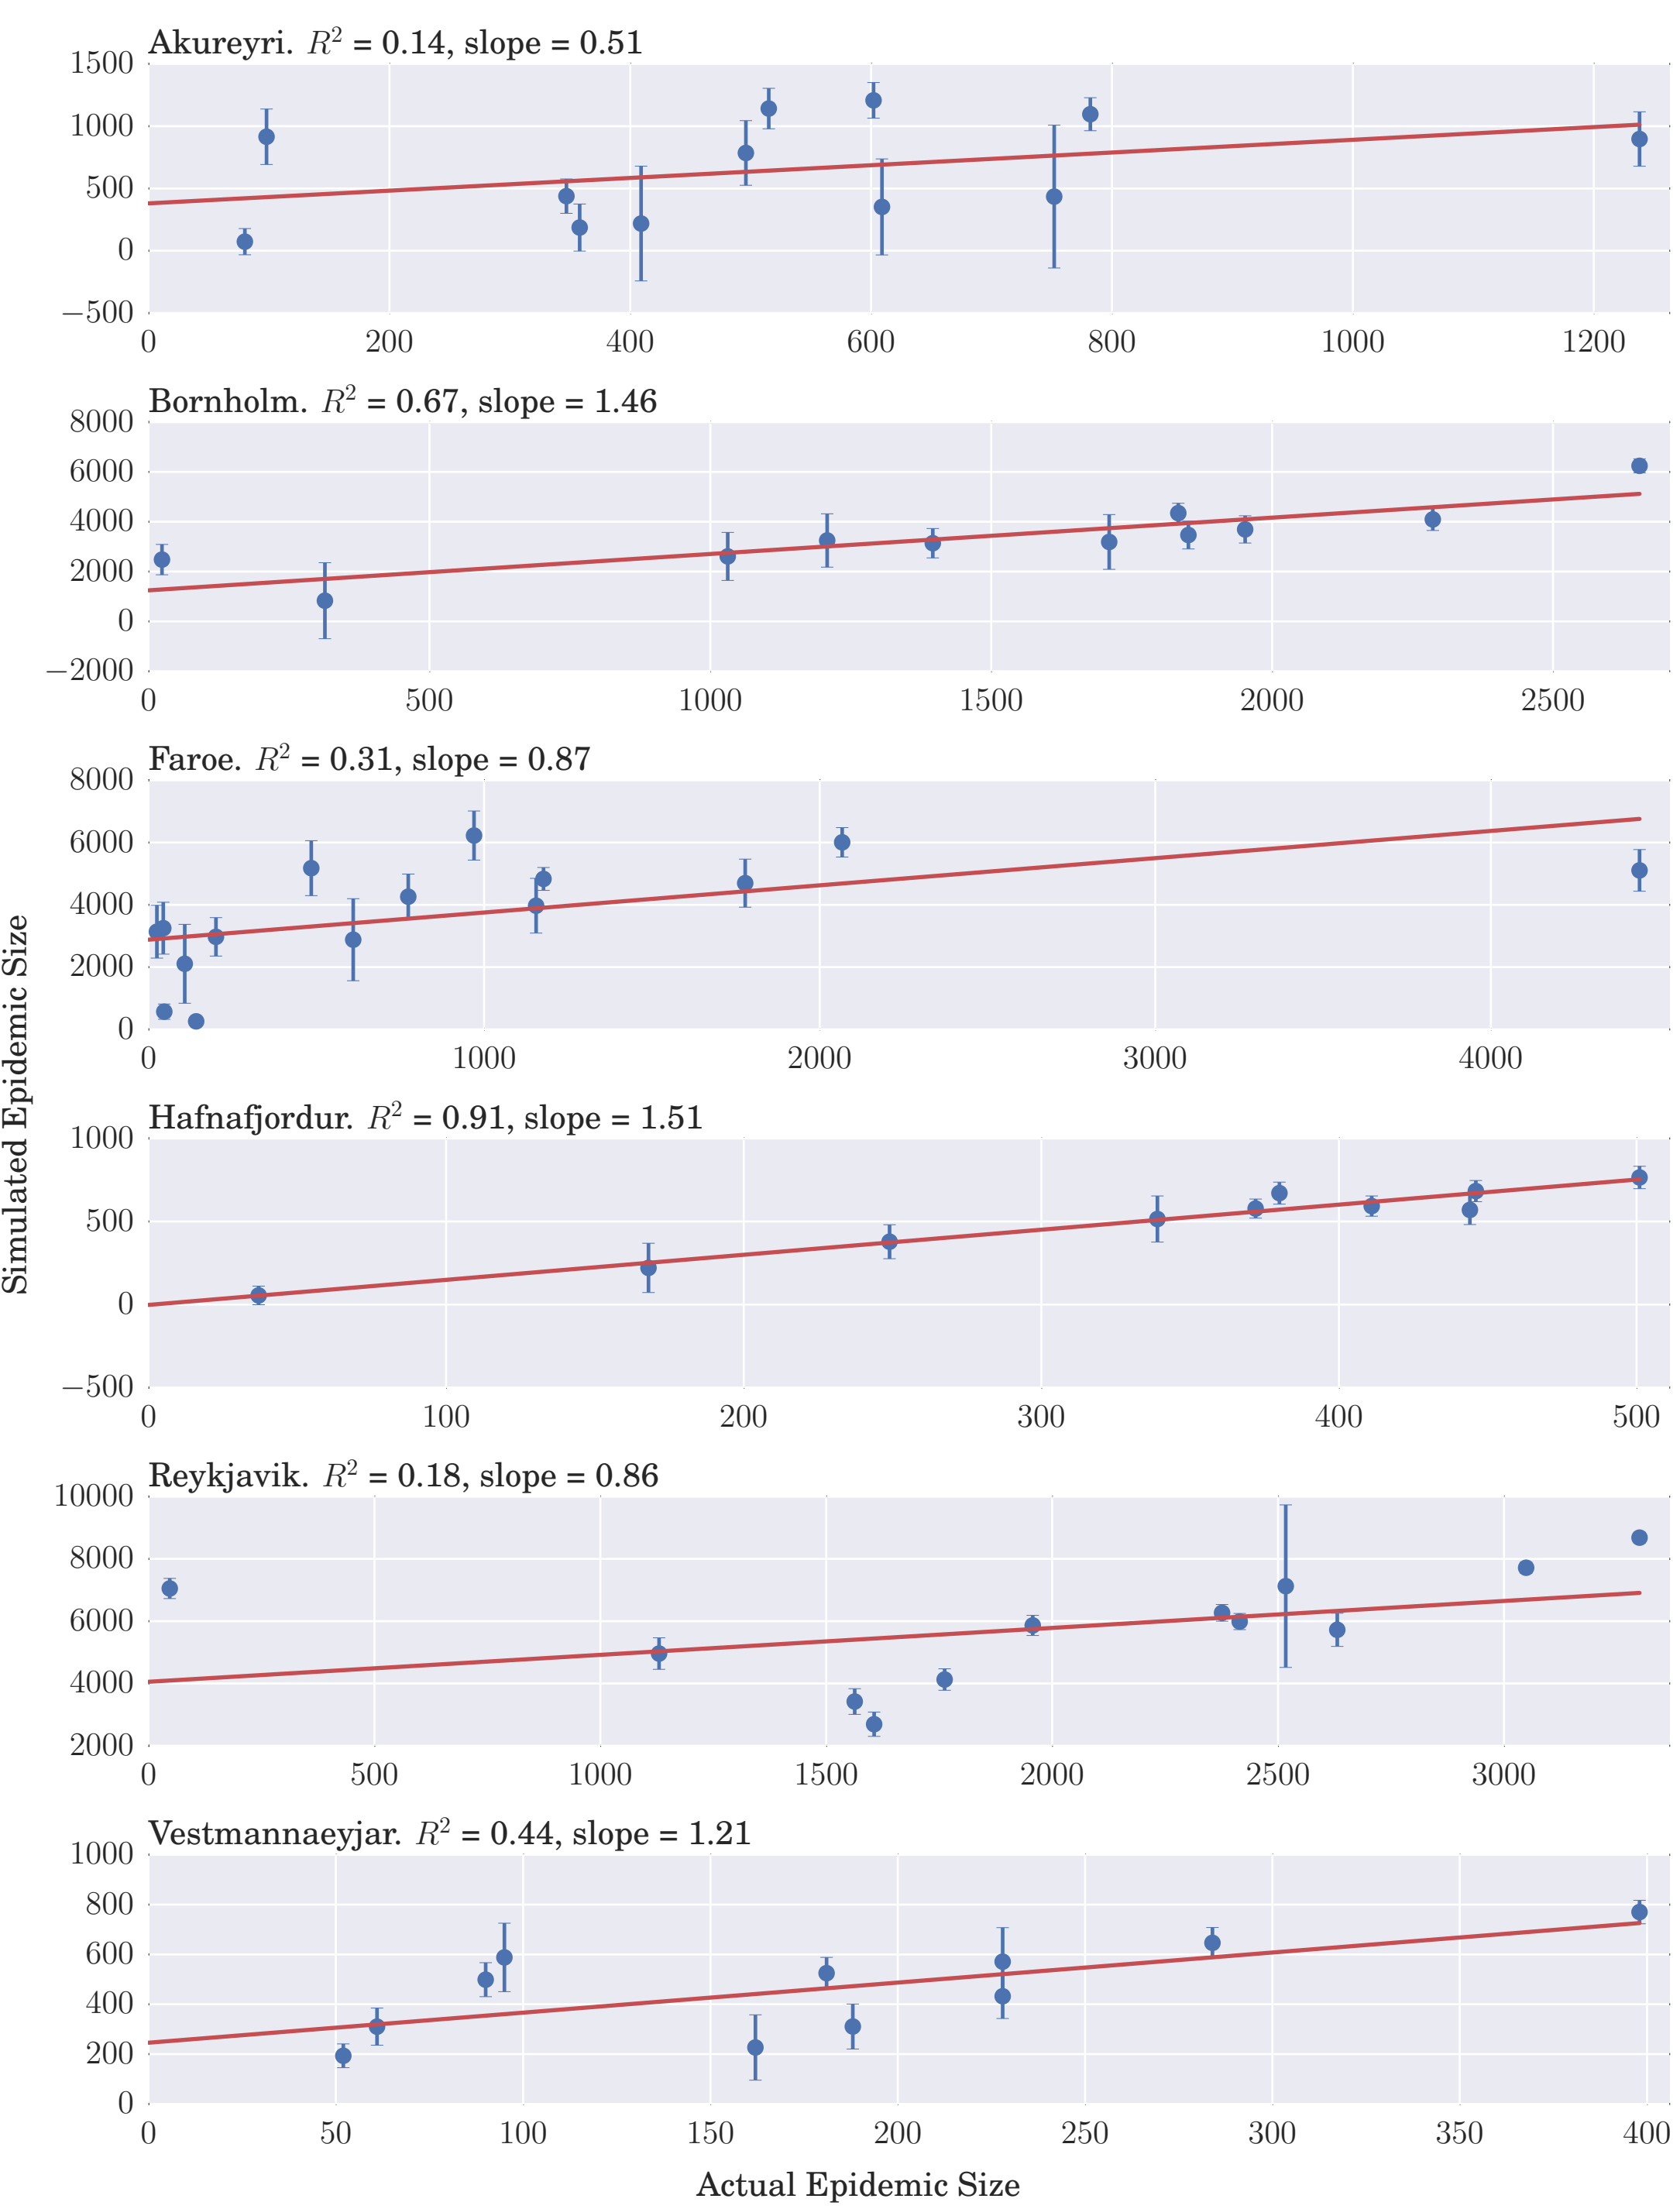 Akureyri. R² = 0.14, slope = 0.51
1500
1000
500
0
−500
0 200 400 600 800 1000 1200
Bornholm. R² = 0.67, slope = 1.46
8000
6000
4000
2000
0
−2000
0 500 1000 1500 2000 2500
Faroe. R² = 0.31, slope = 0.87
8000
6000
4000
2000
0
0 1000 2000 3000 4000
Simulated Epidemic Size
Hafnafjordur. R² = 0.91, slope = 1.51
1000
500
0
−500
0 100 200 300 400 500
Reykjavik. R² = 0.18, slope = 0.86
10000
8000
6000
4000
2000
0 500 1000 1500 2000 2500 3000
Vestmannaeyjar. R² = 0.44, slope = 1.21
1000
800
600
400
200
0
0 50 100 150 200 250 300 350 400
Actual Epidemic Size